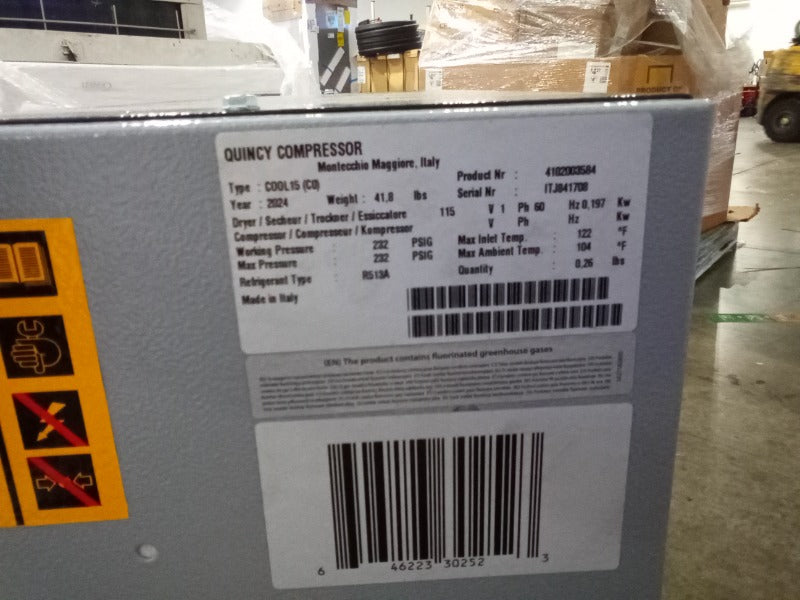 QUINCY COMPRESSOR
Montecchio Maggiore, Italy
Product Nr : 4102003584
Type : COOL15 (C0)
Serial Nr : ITJ841708
Year : 2024 Weight : 41,8 lbs
Dryer / Secheur / Trockner / Essiccatore 115 V 1 Ph 60 Hz 0,197 Kw
Compressor / Compresseur / Kompressor V Ph Hz Kw
Working Pressure : 232 PSIG
Max Inlet Temp. : 122 °F
Max Pressure : 232 PSIG
Max Ambient Temp. : 104 °F
Refrigerant Type R513A
Quantity : 0,26 lbs
Made in Italy
(EN) The product contains fluorinated greenhouse gases
6 46223 30252 3